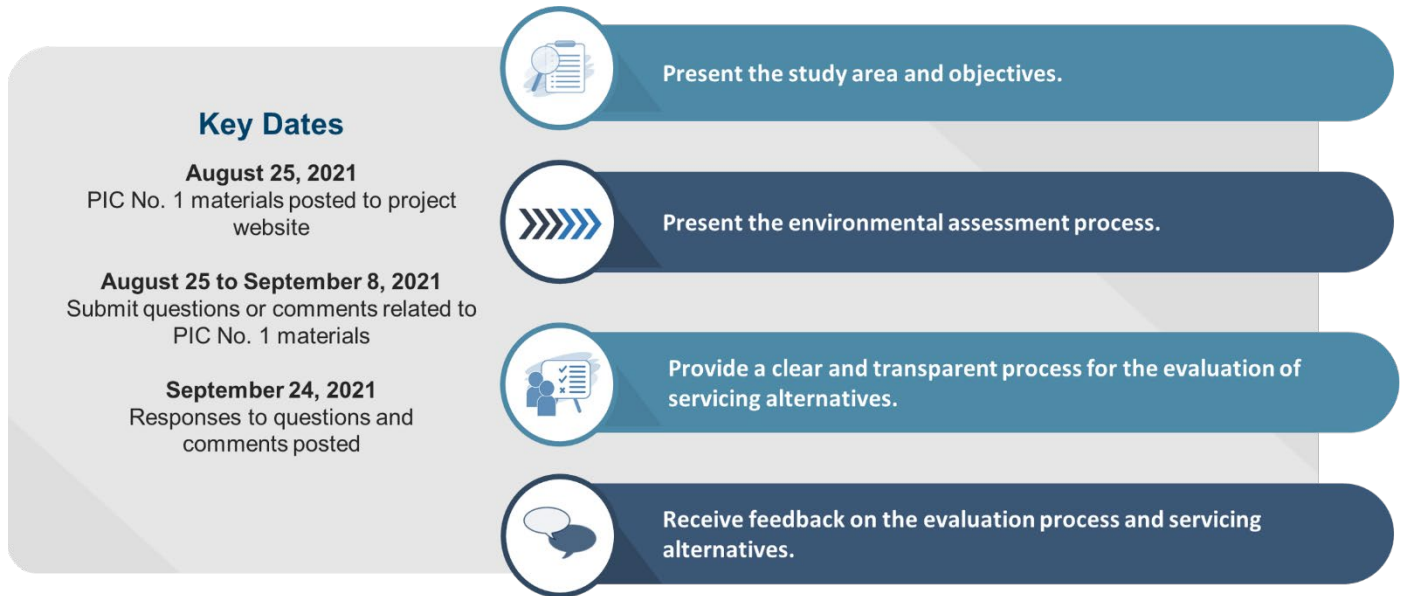 Key Dates
August 25, 2021
PIC No. 1 materials posted to project
website
August 25 to September 8, 2021
Submit questions or comments related to
PIC No. 1 materials
September 24, 2021
Responses to questions and
comments posted
Present the study area and objectives.
Present the environmental assessment process.
Provide a clear and transparent process for the evaluation of
servicing alternatives.
Receive feedback on the evaluation process and servicing
alternatives.